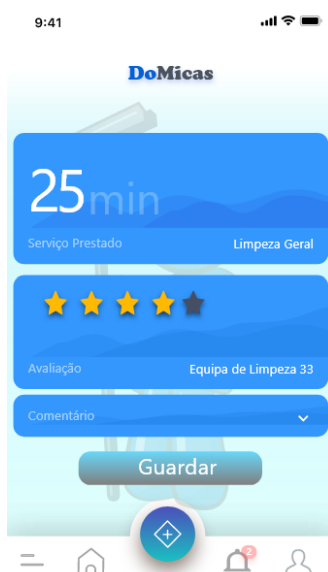 9:41
DoMicas
25min
Serviço Prestado Limpeza Geral
Avaliação Equipa de Limpeza 33
Comentário
Guardar
2